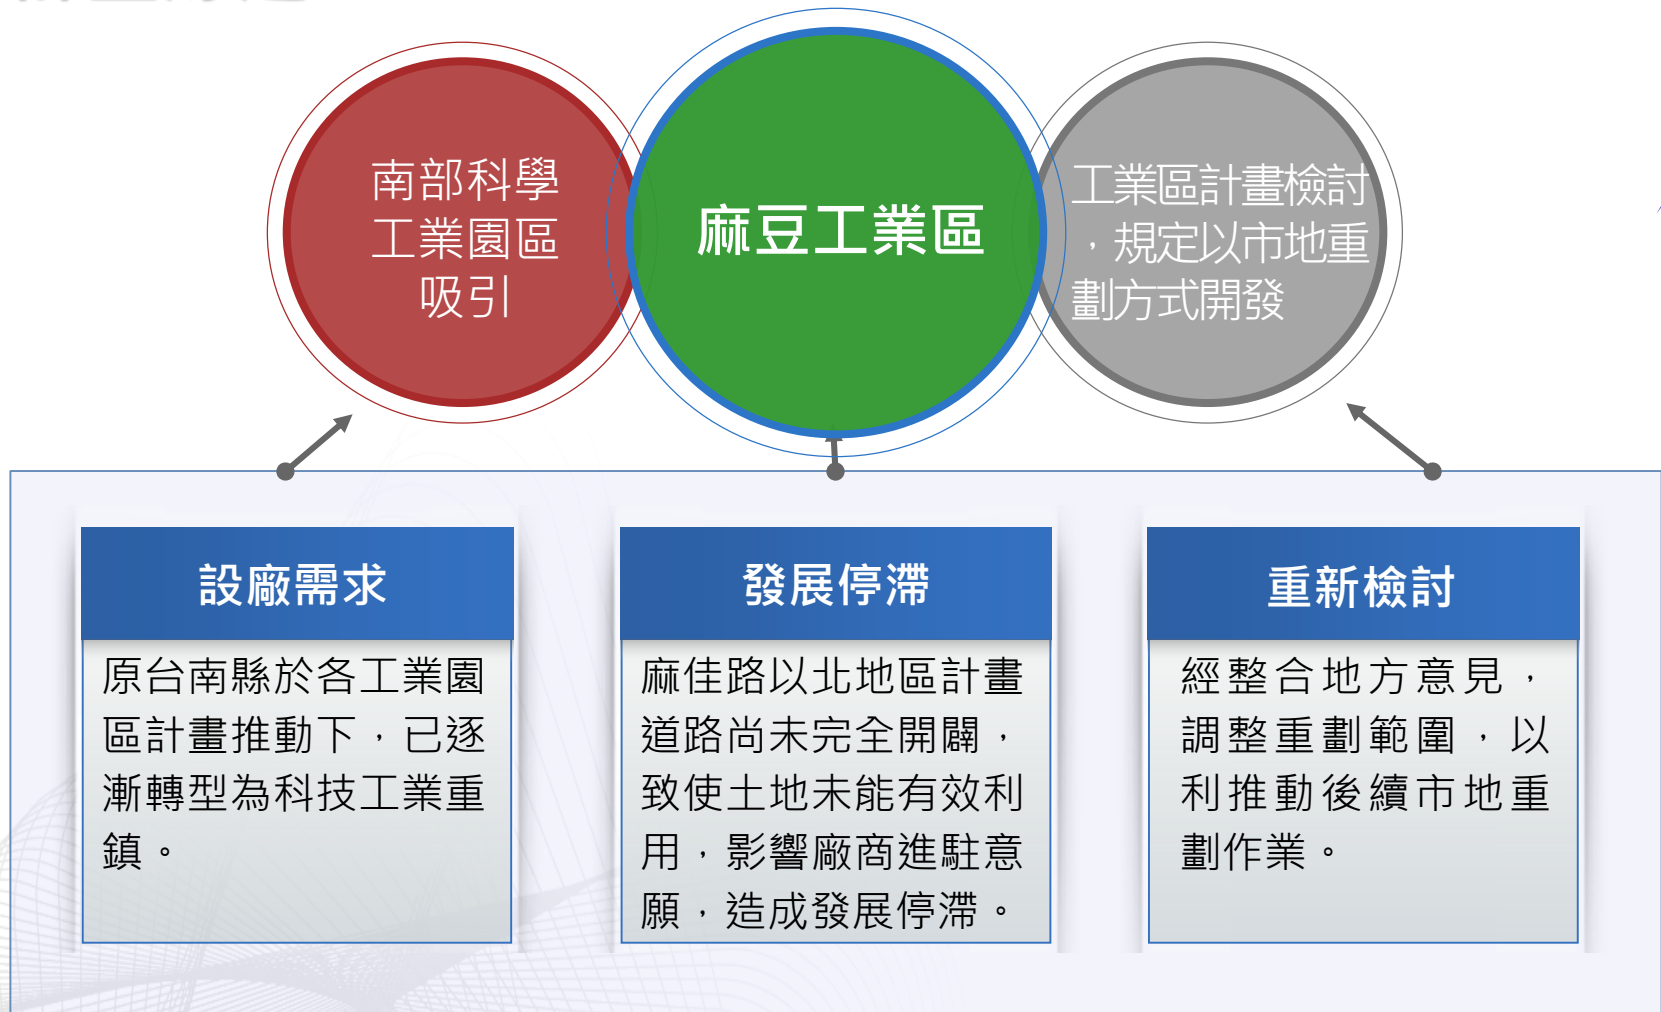 南部科學
工業園區
吸引
麻豆工業區
工業區計畫檢討
，規定以市地重
劃方式開發
設廠需求
原台南縣於各工業園
區計畫推動下，已逐
漸轉型為科技工業重
鎮。
發展停滯
麻佳路以北地區計畫
道路尚未完全開闢，
致使土地未能有效利
用，影響廠商進駐意
願，造成發展停滯。
重新檢討
經整合地方意見，
調整重劃範圍，以
利推動後續市地重
劃作業。